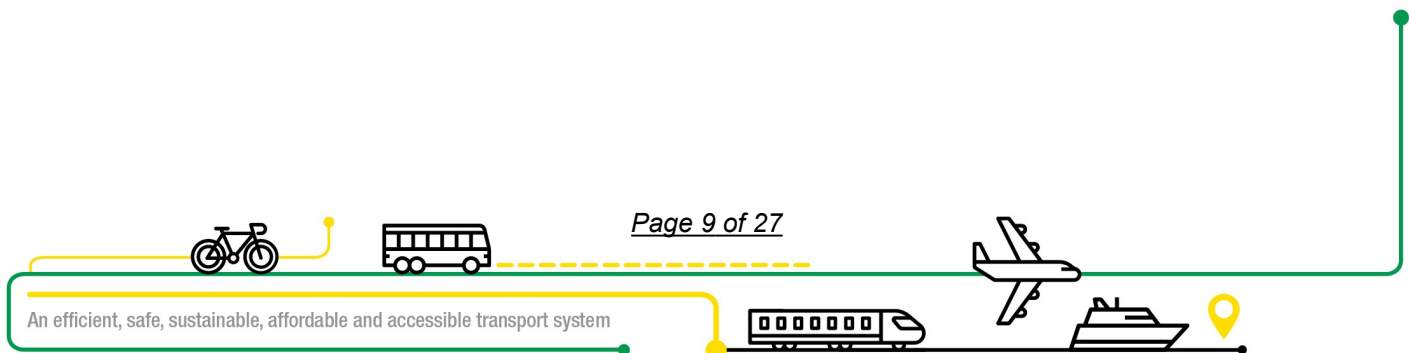 Page 9 of 27
An efficient, safe, sustainable, affordable and accessible transport system